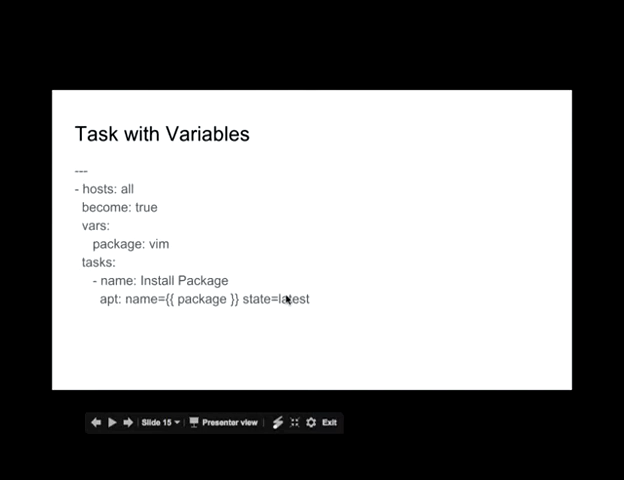 Task with Variables
---
- hosts: all
become: true
vars:
package: vim
tasks:
- name: Install Package
apt: name={{ package }} state=latest
Slide 15
Presenter view
Exit